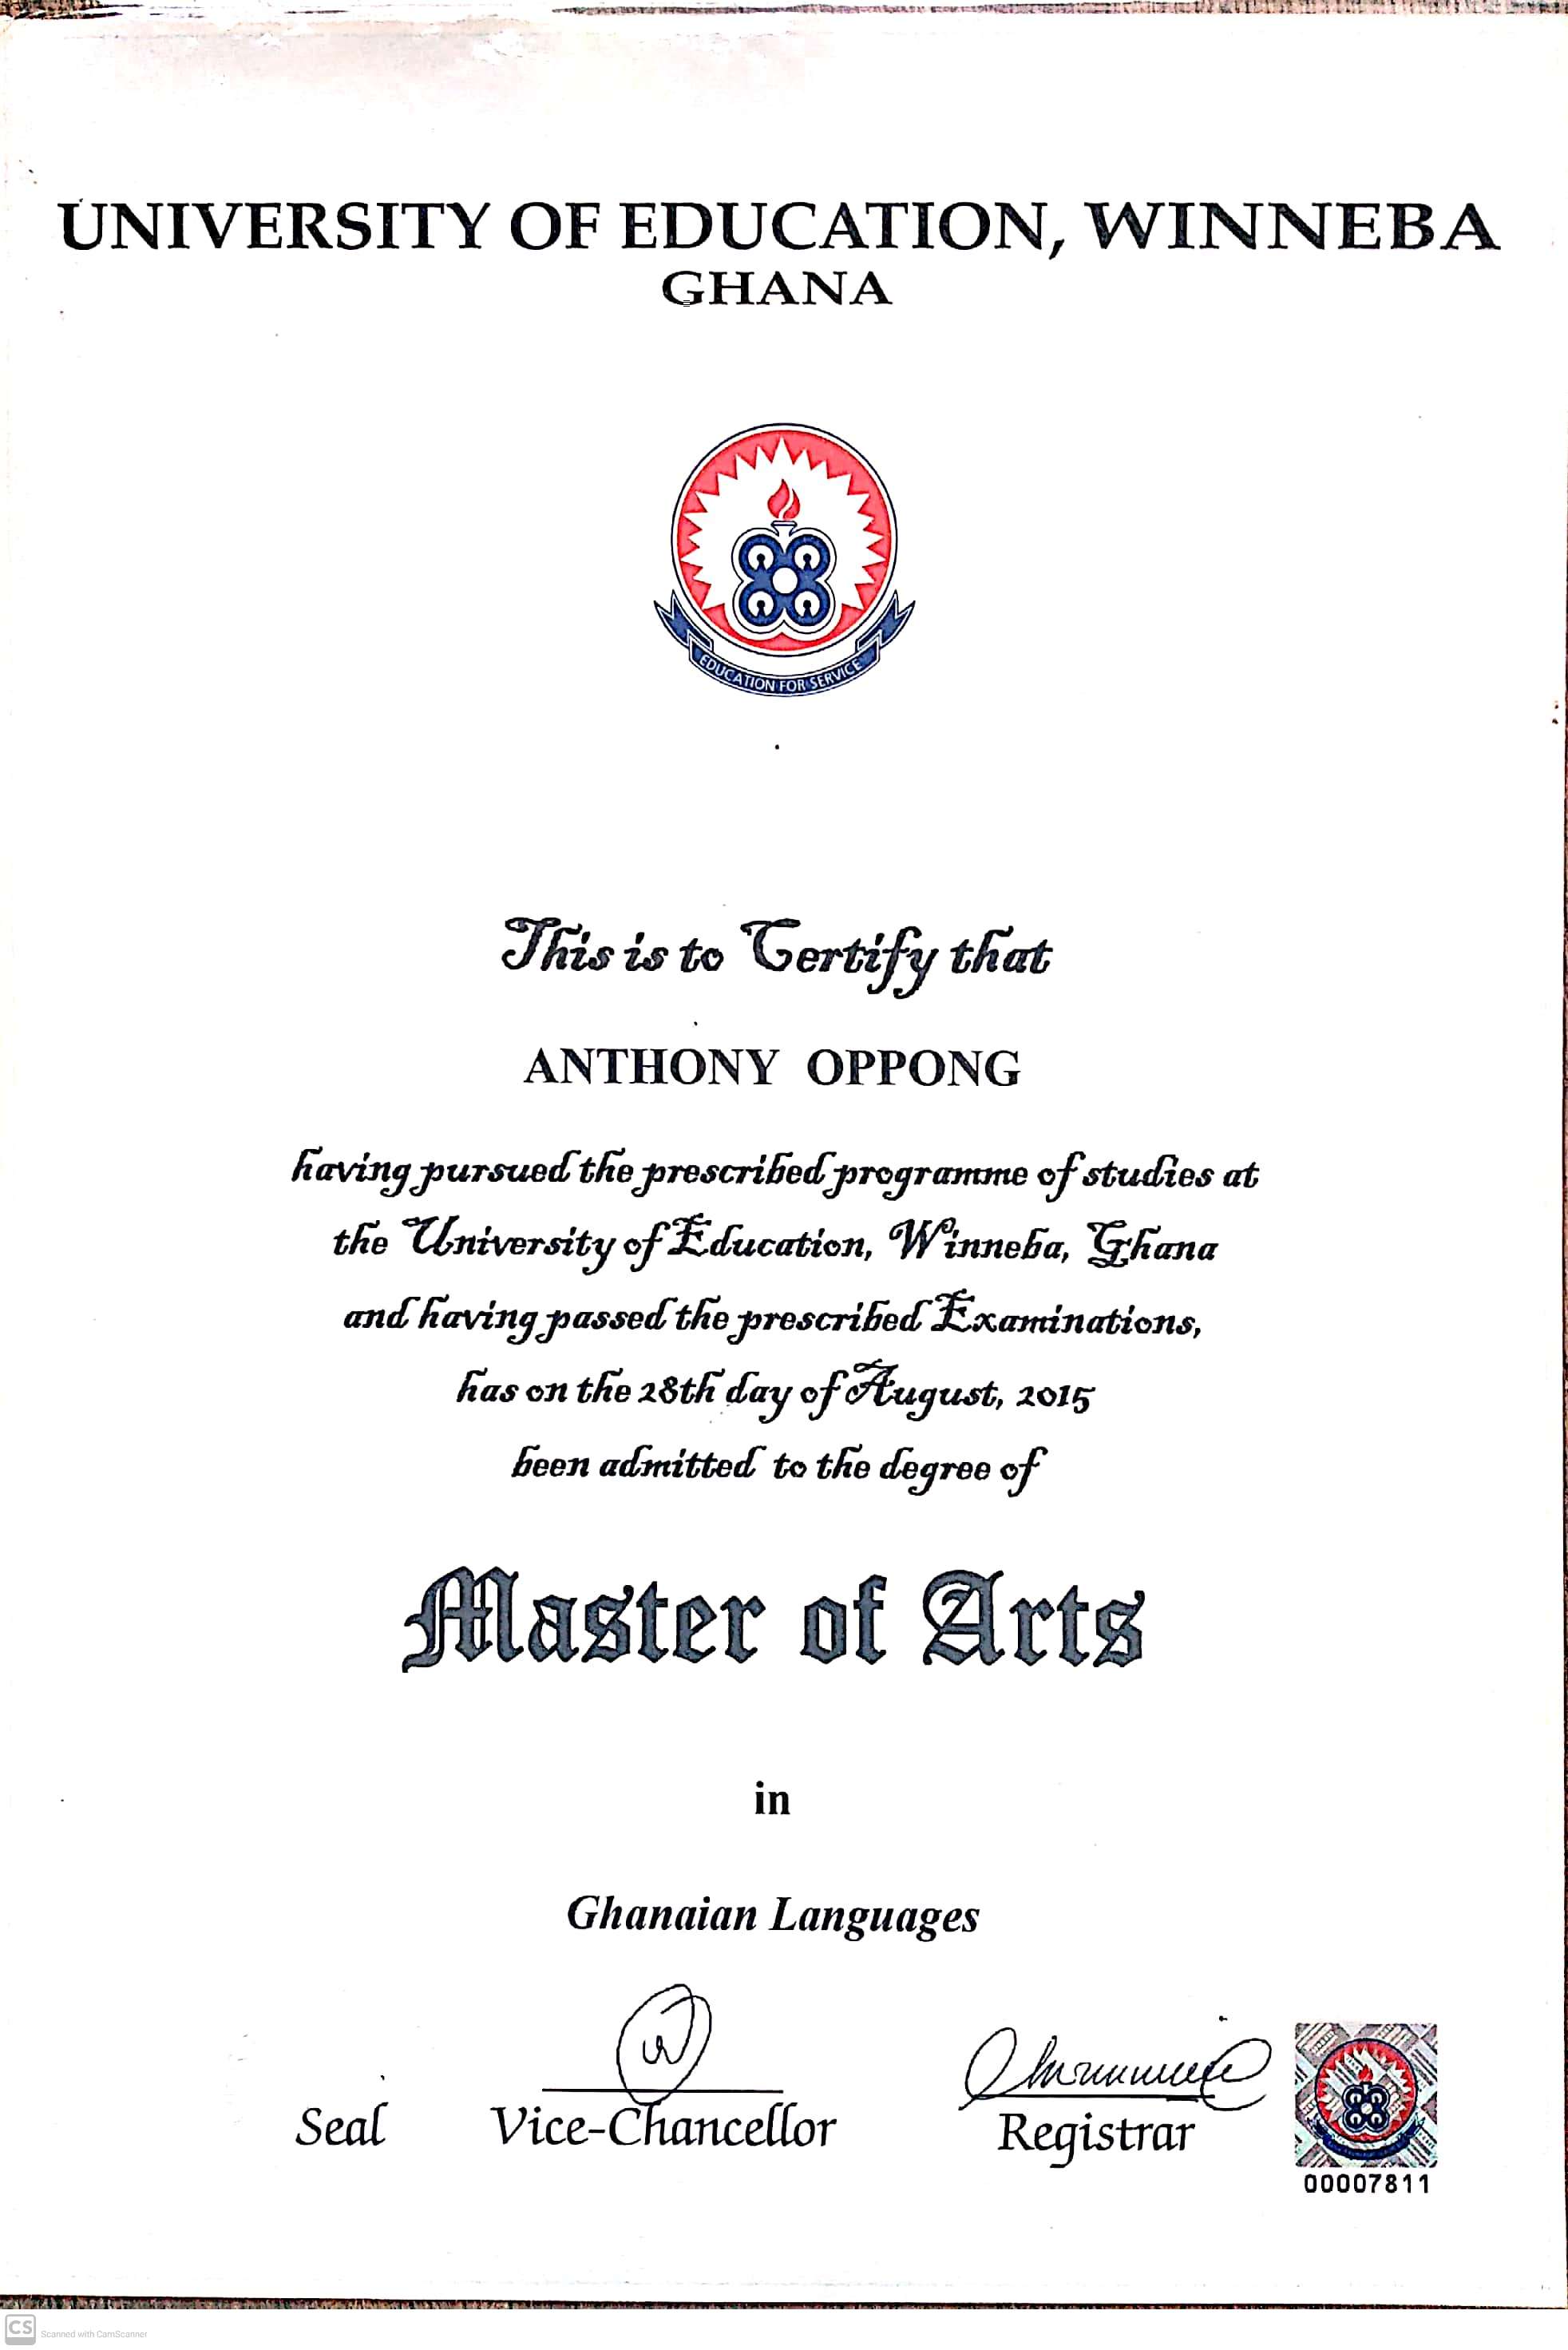 UNIVERSITY OF EDUCATION, WINNEBA
GHANA
EDUCATION FOR SERVICE
This is to Certify that
ANTHONY OPPONG
having pursued the prescribed programme of studies at
the University of Education, Winneba, Ghana
and having passed the prescribed Examinations,
has on the 28th day of August, 2015
been admitted to the degree of
Master of Arts
in
Ghanaian Languages
Seal
Vice-Chancellor
Registrar
00007811
CS
Scanned with CamScanner